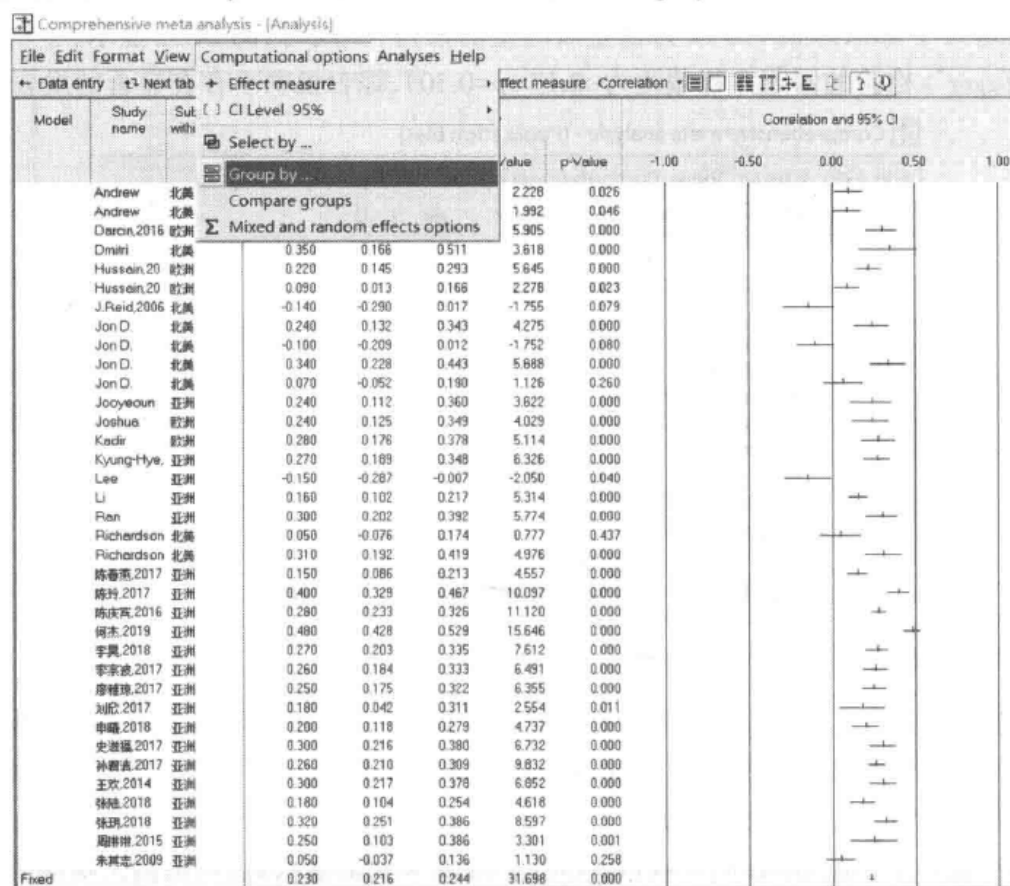 Comprehensive meta analysis - [Analysis]
File Edit Format View Computational options Analyses Help
Data entry Next tab Effect measure ffect measure Correlation
Model Study name Sub withi CI Level 95% Correlation and 95% CI
Select by ...
Value p-Value -1.00 -0.50 0.00 0.50 1.00
Group by ...
Andrew 北美 2.228 0.026
Compare groups
Andrew 北美 1.992 0.046
Mixed and random effects options
Darcin,2016 欧洲 5.905 0.000
Dmitri 北美 0.350 0.166 0.511 3.618 0.000
Hussain,20 欧洲 0.220 0.145 0.293 5.645 0.000
Hussain,20 欧洲 0.090 0.013 0.166 2.278 0.023
J.Reid,2006 北美 -0.140 -0.290 0.017 -1.755 0.079
Jon D. 北美 0.240 0.132 0.343 4.275 0.000
Jon D. 北美 -0.100 -0.209 0.012 -1.752 0.080
Jon D. 北美 0.340 0.228 0.443 5.688 0.000
Jon D. 北美 0.070 -0.052 0.190 1.126 0.260
Jooyeoun 亚洲 0.240 0.112 0.360 3.622 0.000
Joshua 欧洲 0.240 0.125 0.349 4.029 0.000
Kadir 欧洲 0.280 0.176 0.378 5.114 0.000
Kyung-Hye, 亚洲 0.270 0.189 0.348 6.326 0.000
Lee 亚洲 -0.150 -0.287 -0.007 -2.050 0.040
Li 亚洲 0.160 0.102 0.217 5.314 0.000
Ran 亚洲 0.300 0.202 0.392 5.774 0.000
Richardson 北美 0.050 -0.076 0.174 0.777 0.437
Richardson 北美 0.310 0.192 0.419 4.976 0.000
陈春燕,2017 亚洲 0.150 0.086 0.213 4.557 0.000
陈玲,2017 亚洲 0.400 0.329 0.467 10.097 0.000
陈庆宾,2016 亚洲 0.280 0.233 0.326 11.120 0.000
何杰,2019 亚洲 0.480 0.428 0.529 15.646 0.000
李昊,2018 亚洲 0.270 0.203 0.335 7.612 0.000
李宗波,2017 亚洲 0.260 0.184 0.333 6.491 0.000
,2017 亚洲 0.250 0.175 0.322 6.355 0.000
刘欣,2017 亚洲 0.180 0.042 0.311 2.554 0.011
申曦,2018 亚洲 0.200 0.118 0.279 4.737 0.000
,2017 亚洲 0.300 0.216 0.380 6.732 0.000
,2017 亚洲 0.260 0.210 0.309 9.832 0.000
王欢,2014 亚洲 0.300 0.217 0.378 6.852 0.000
张陆,2018 亚洲 0.180 0.104 0.254 4.618 0.000
张玥,2018 亚洲 0.320 0.251 0.386 8.597 0.000
,2015 亚洲 0.250 0.103 0.386 3.301 0.001
朱其志,2009 亚洲 0.050 -0.037 0.136 1.130 0.258
Fixed 0.230 0.216 0.244 31.698 0.000